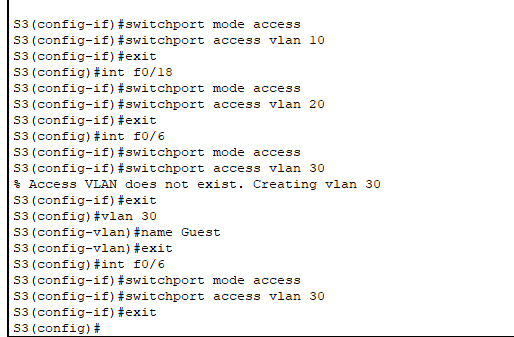 S3(config-if)#switchport mode access
S3(config-if)#switchport access vlan 10
S3(config-if)#exit
S3(config)#int f0/18
S3(config-if)#switchport mode access
S3(config-if)#switchport access vlan 20
S3(config-if)#exit
S3(config)#int f0/6
S3(config-if)#switchport mode access
S3(config-if)#switchport access vlan 30
% Access VLAN does not exist. Creating vlan 30
S3(config-if)#exit
S3(config)#vlan 30
S3(config-vlan)#name Guest
S3(config-vlan)#exit
S3(config)#int f0/6
S3(config-if)#switchport mode access
S3(config-if)#switchport access vlan 30
S3(config-if)#exit
S3(config)#